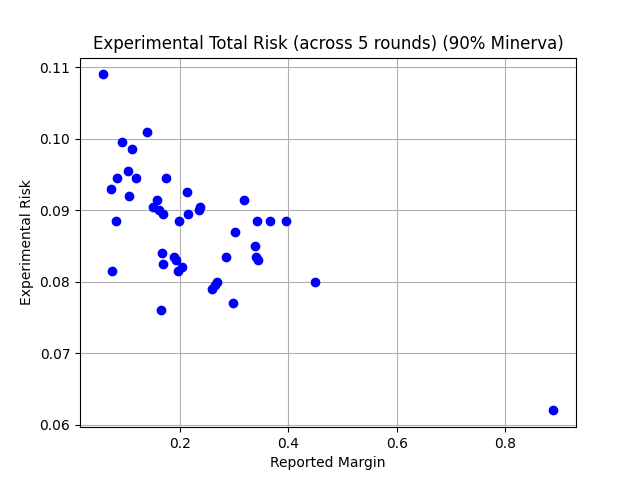 Experimental Total Risk (across 5 rounds) (90% Minerva)
0.11
0.10
0.09
0.08
0.07
0.06
Experimental Risk
0.2 0.4 0.6 0.8
Reported Margin